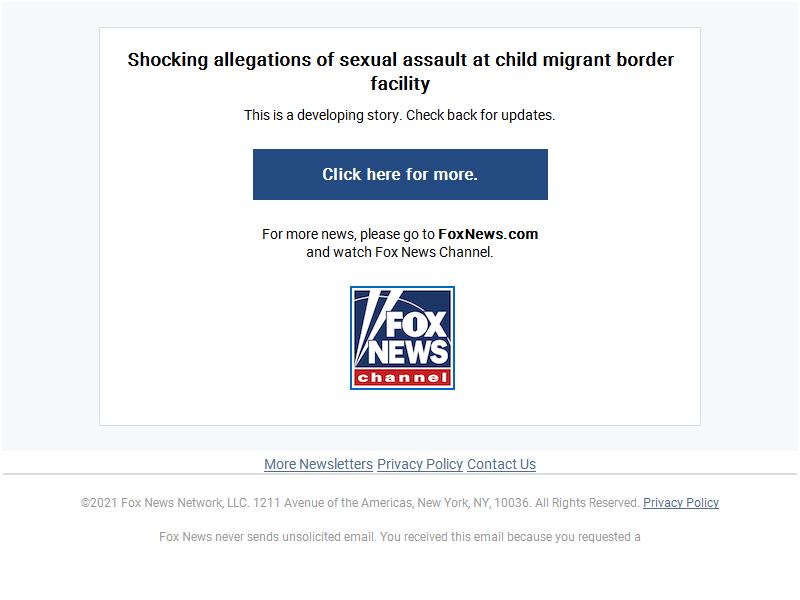 Shocking allegations of sexual assault at child migrant border
facility
This is a developing story. Check back for updates.
Click here for more.
For more news, please go to FoxNews.com
and watch Fox News Channel.
FOX
NEWS
channel
More Newsletters Privacy Policy Contact Us
©2021 Fox News Network, LLC. 1211 Avenue of the Americas, New York, NY, 10036. All Rights Reserved. Privacy Policy
Fox News never sends unsolicited email. You received this email because you requested a